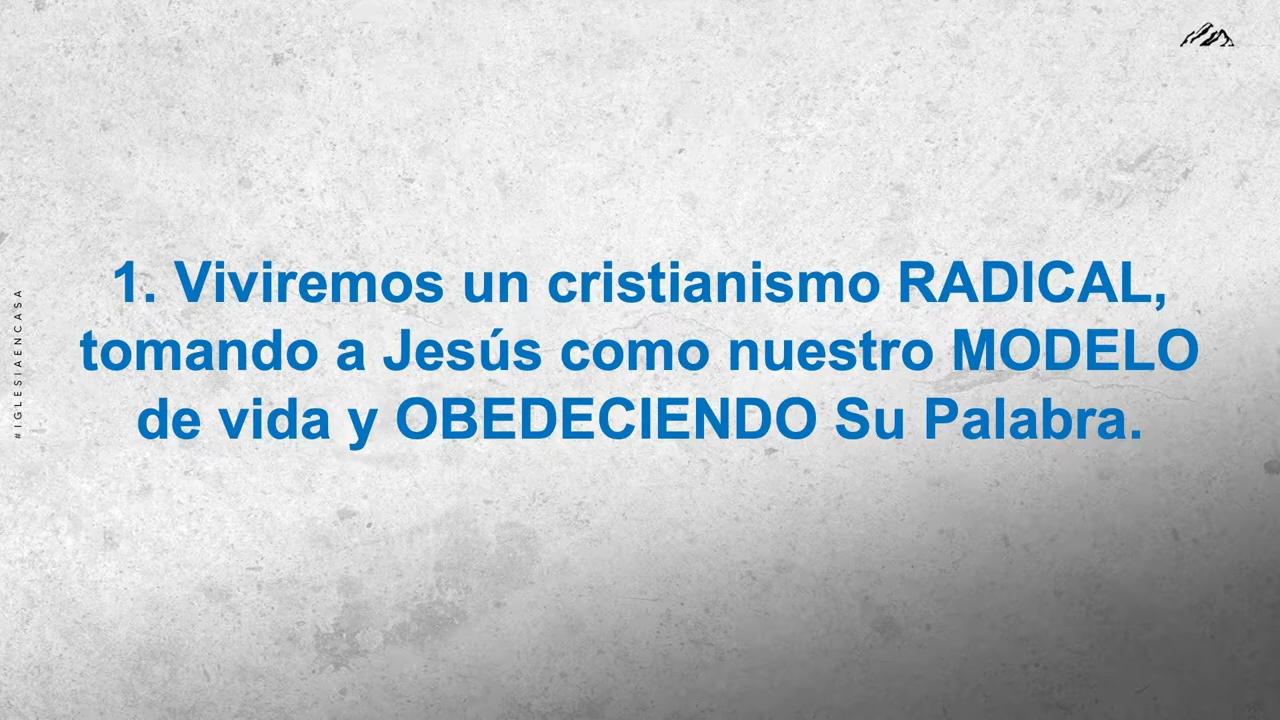 1. Viviremos un cristianismo RADICAL,
tomando a Jesús como nuestro MODELO
de vida y OBEDECIENDO Su Palabra.
#IGLESIAENCASA